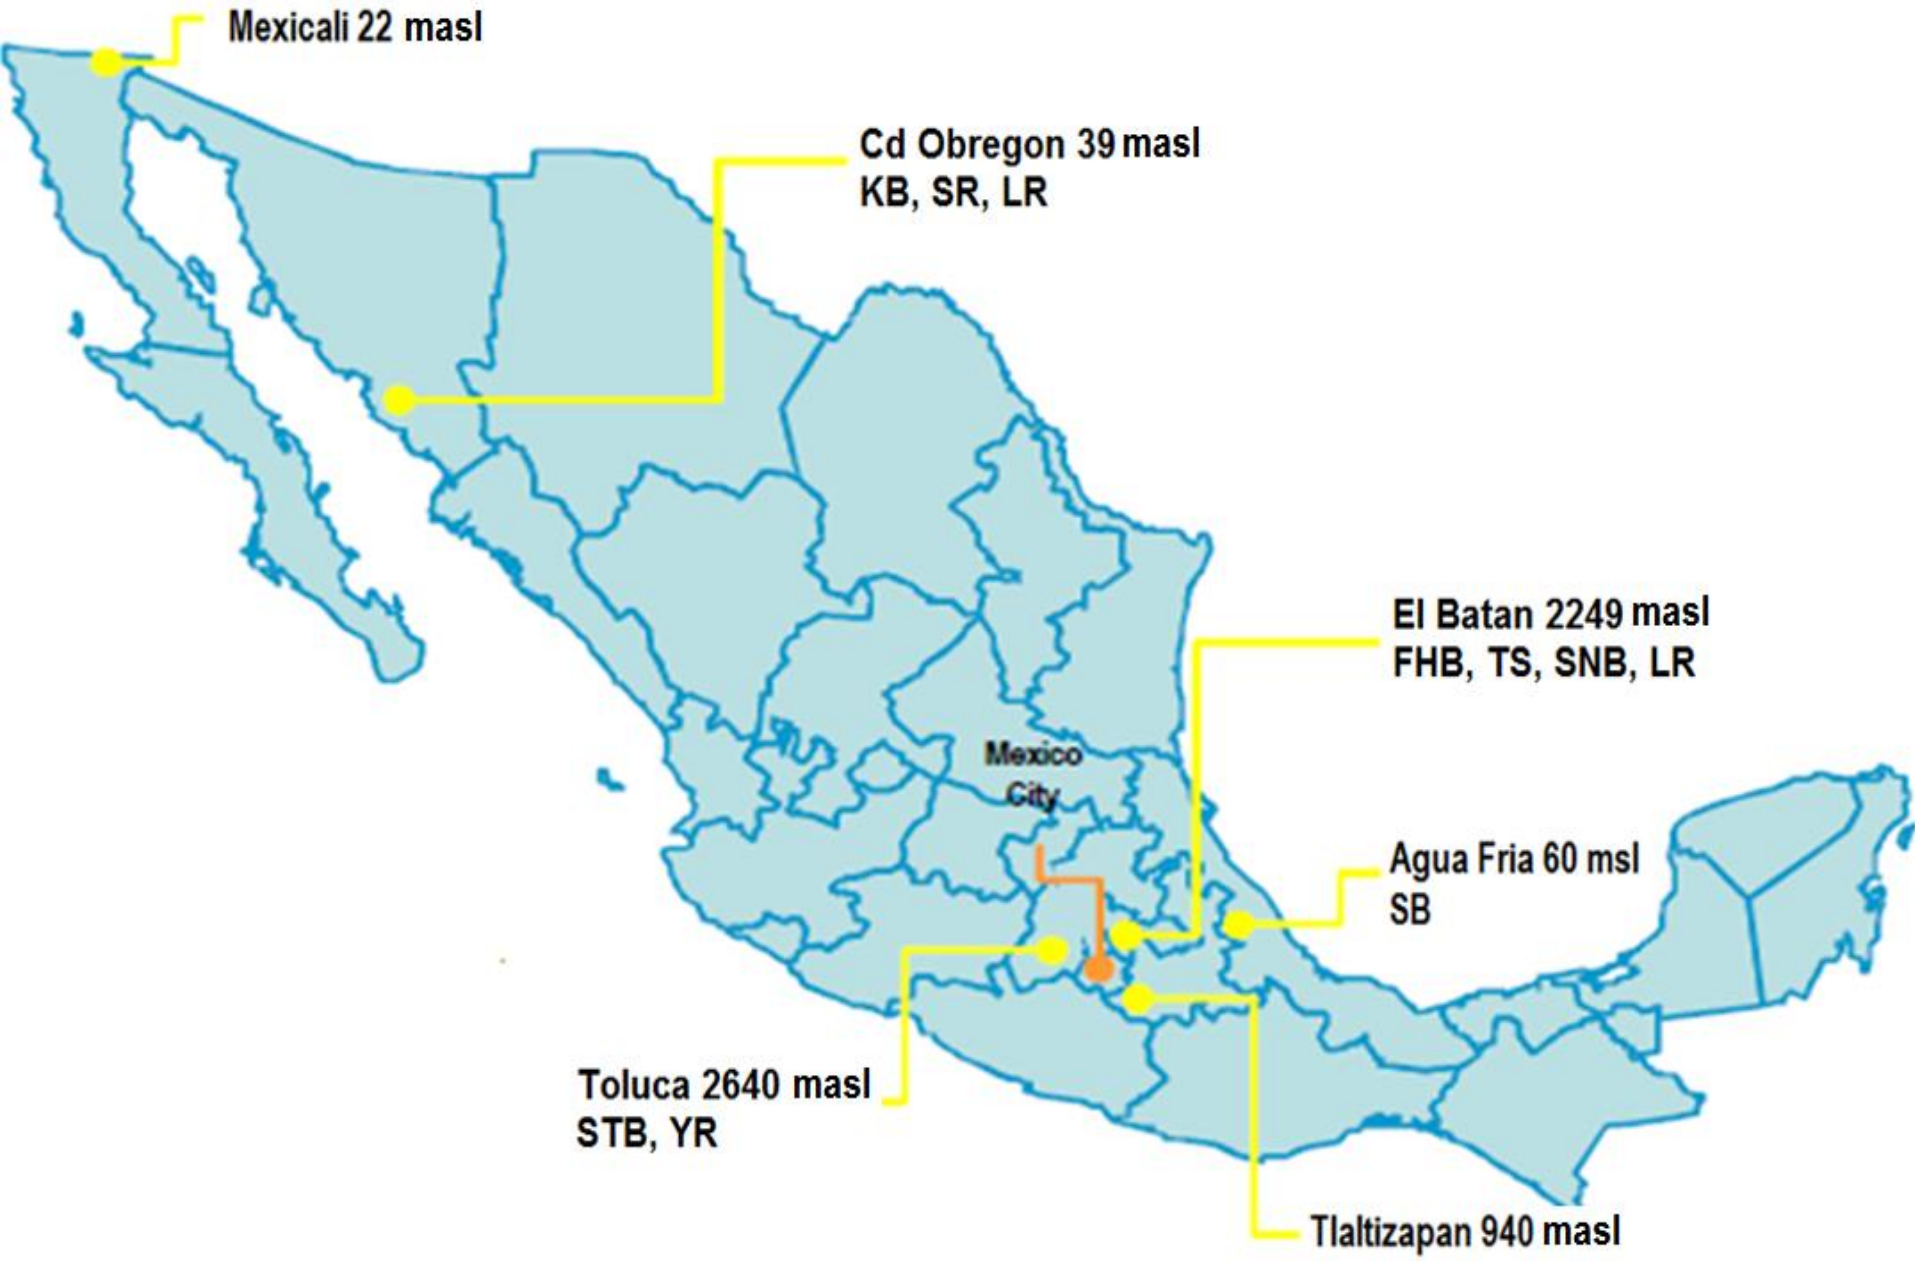 Mexicali 22 masl
Cd Obregon 39 masl
KB, SR, LR
El Batan 2249 masl
FHB, TS, SNB, LR
Mexico
City
Agua Fria 60 msl
SB
Toluca 2640 masl
STB, YR
Tlaltizapan 940 masl